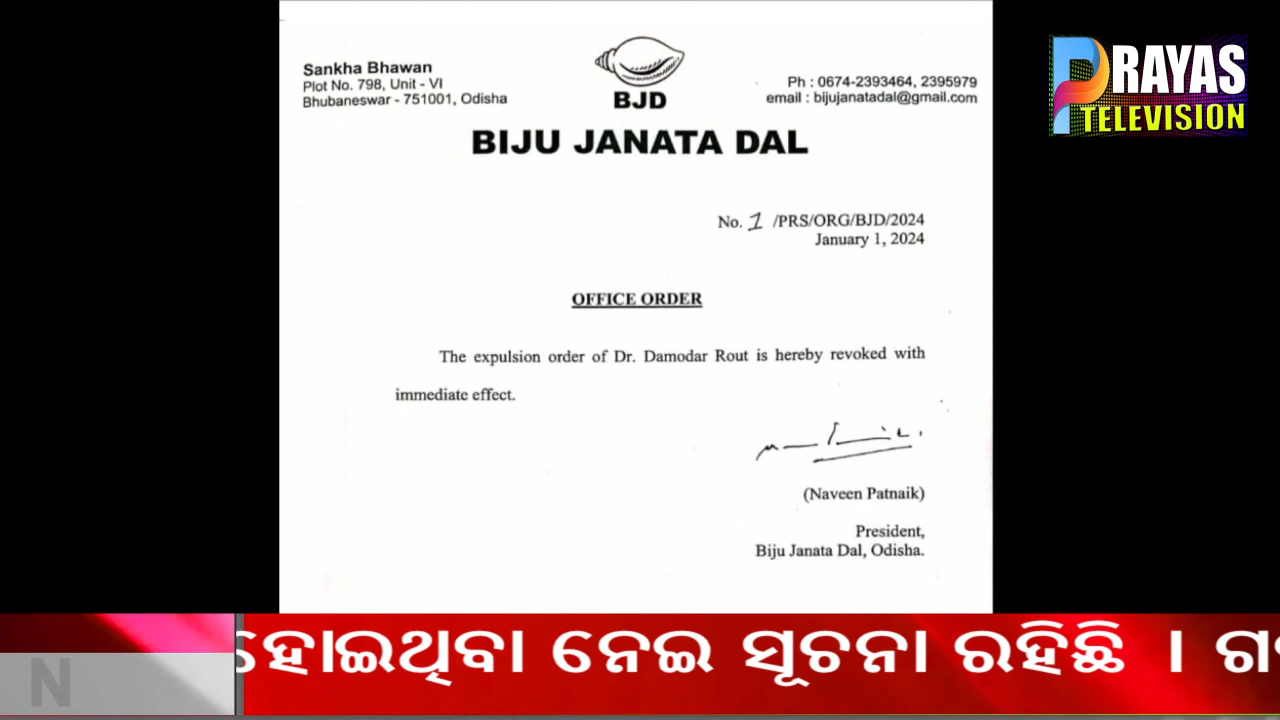 Sankha Bhawan
Plot No. 798, Unit - VI
Bhubaneswar - 751001, Odisha
BJD
Ph : 0674-2393464, 2395979
email : bijujanatadal@gmail.com
BIJU JANATA DAL
PRAYAS
TELEVISION
No. 1 /PRS/ORG/BJD/2024
January 1, 2024
OFFICE ORDER
The expulsion order of Dr. Damodar Rout is hereby revoked with
immediate effect.
(Naveen Patnaik)
President,
Biju Janata Dal, Odisha.
N
ହୋଇଥିବା ନେଇ ସୂଚନା ରହିଛି ।